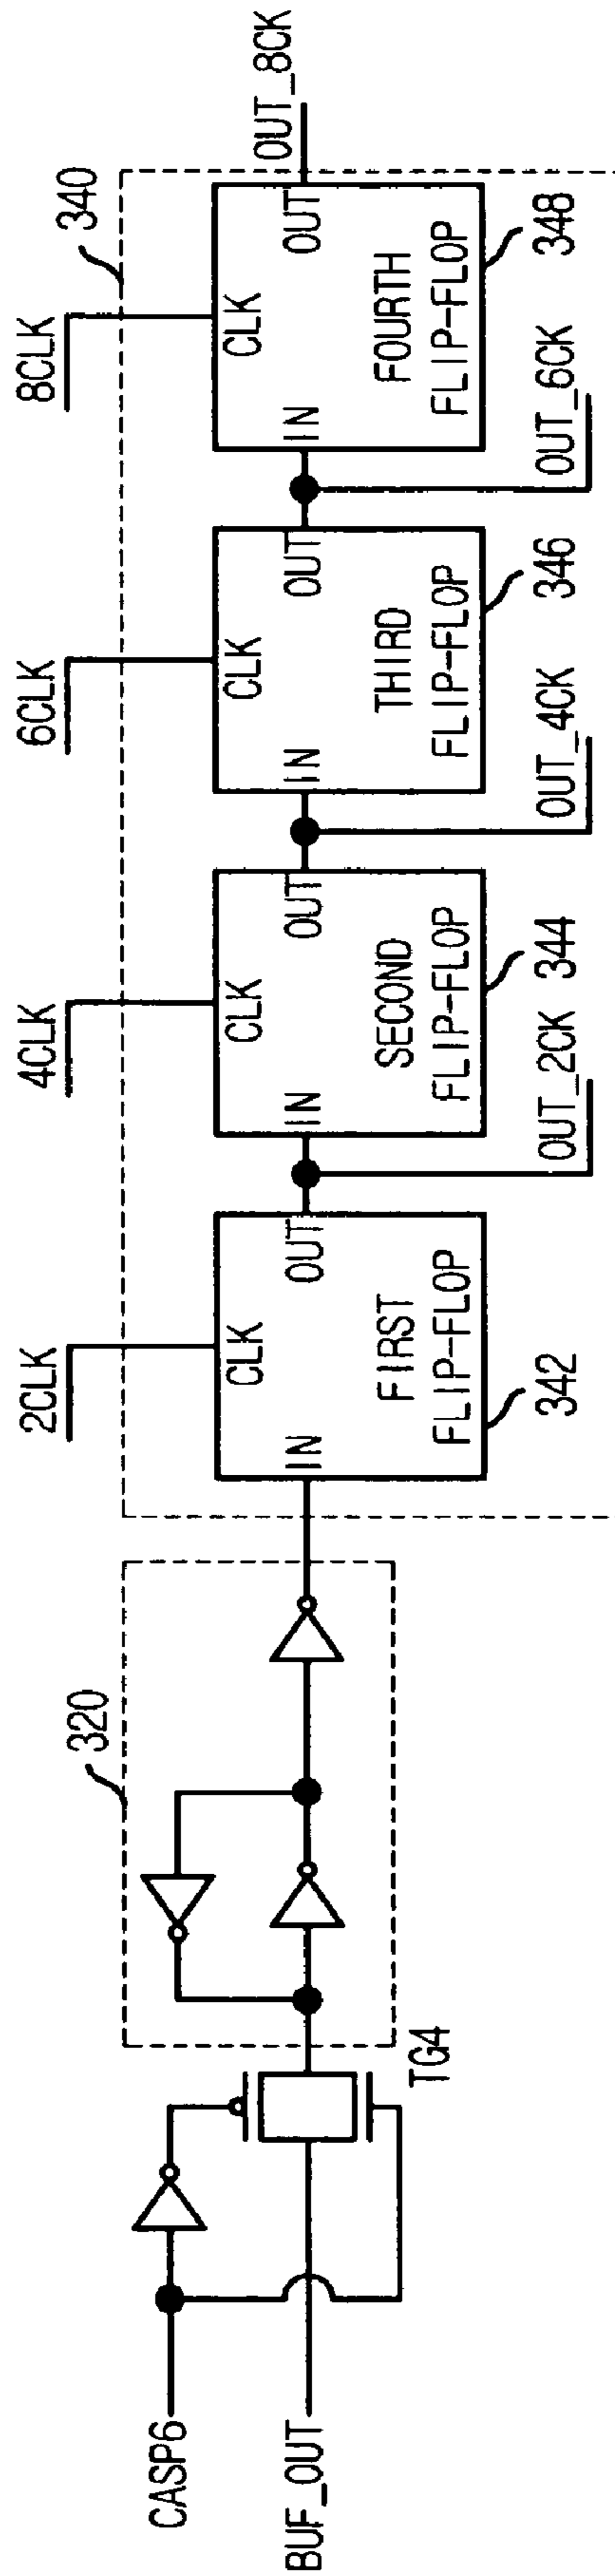 CASP6
BUF_OUT
TG4
320
340
2CLK
CLK
IN
OUT
FIRST
FLIP-FLOP
342
OUT_2CK
4CLK
CLK
IN
OUT
SECOND
FLIP-FLOP
344
OUT_4CK
6CLK
CLK
IN
OUT
THIRD
FLIP-FLOP
346
OUT_6CK
8CLK
CLK
IN
OUT
FOURTH
FLIP-FLOP
348
OUT_8CK